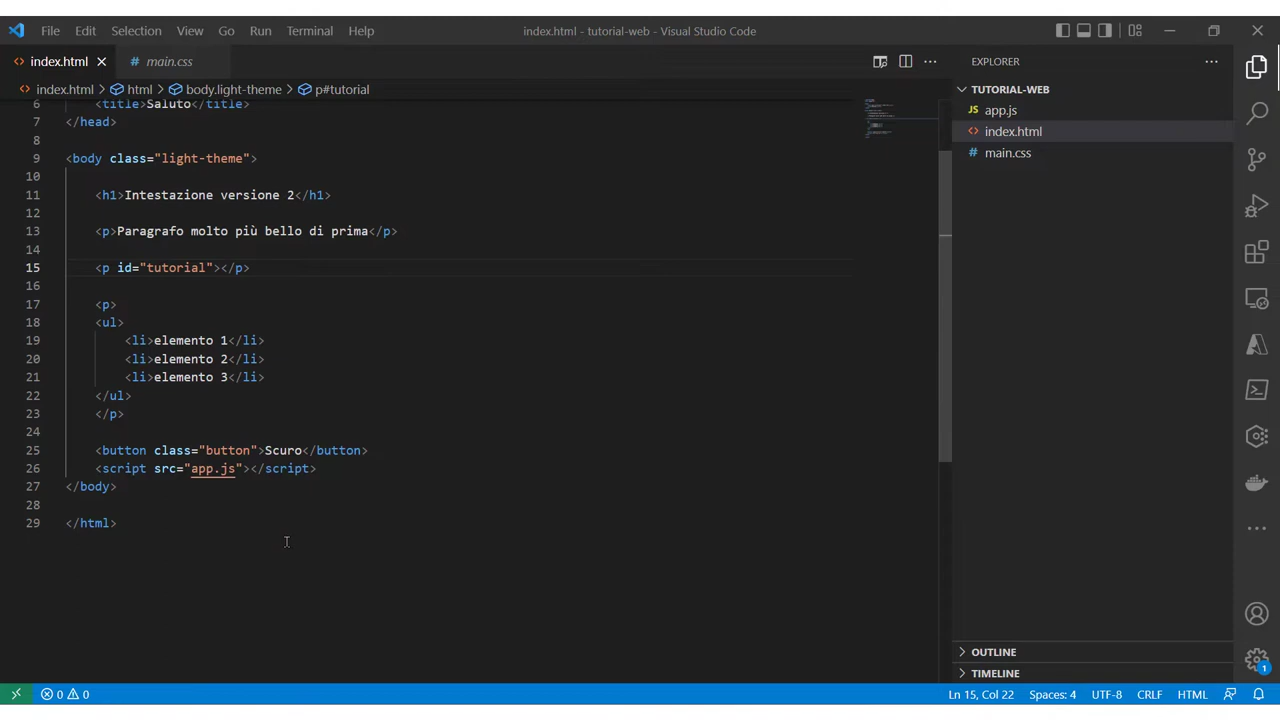 File Edit Selection View Go Run Terminal Help
index.html - tutorial-web - Visual Studio Code
index.html
# main.css
index.html > html > body.light-theme > p#tutorial
6 <title>Saluto</title>
7 </head>
8
9 <body class="light-theme">
10
11 <h1>Intestazione versione 2</h1>
12
13 <p>Paragrafo molto più bello di prima</p>
14
15 <p id="tutorial"></p>
16
17 <p>
18 <ul>
19 <li>elemento 1</li>
20 <li>elemento 2</li>
21 <li>elemento 3</li>
22 </ul>
23 </p>
24
25 <button class="button">Scuro</button>
26 <script src="app.js"></script>
27 </body>
28
29 </html>
EXPLORER
TUTORIAL-WEB
JS app.js
<> index.html
# main.css
OUTLINE
TIMELINE
1
0 0
Ln 15, Col 22 Spaces: 4 UTF-8 CRLF HTML